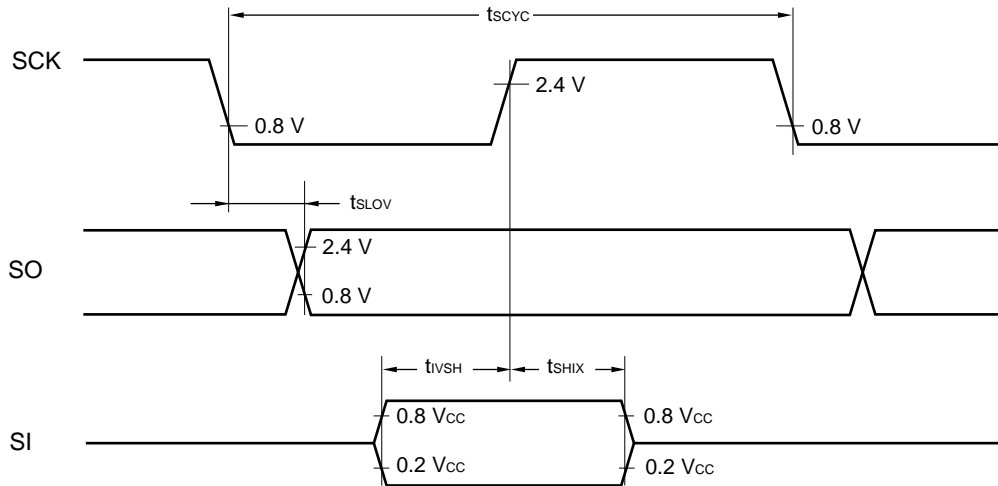 tSCYC
SCK
2.4 V
0.8 V
0.8 V
tSLOV
SO
2.4 V
0.8 V
tIVSH
tSHIX
0.8 VCC
0.8 VCC
SI
0.2 VCC
0.2 VCC